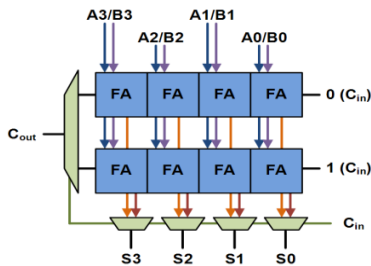 A3/B3 A1/B1
A2/B2 A0/B0
FA FA FA FA 0 (Cin)
Cout
FA FA FA FA 1 (Cin)
Cin
S3 S2 S1 S0